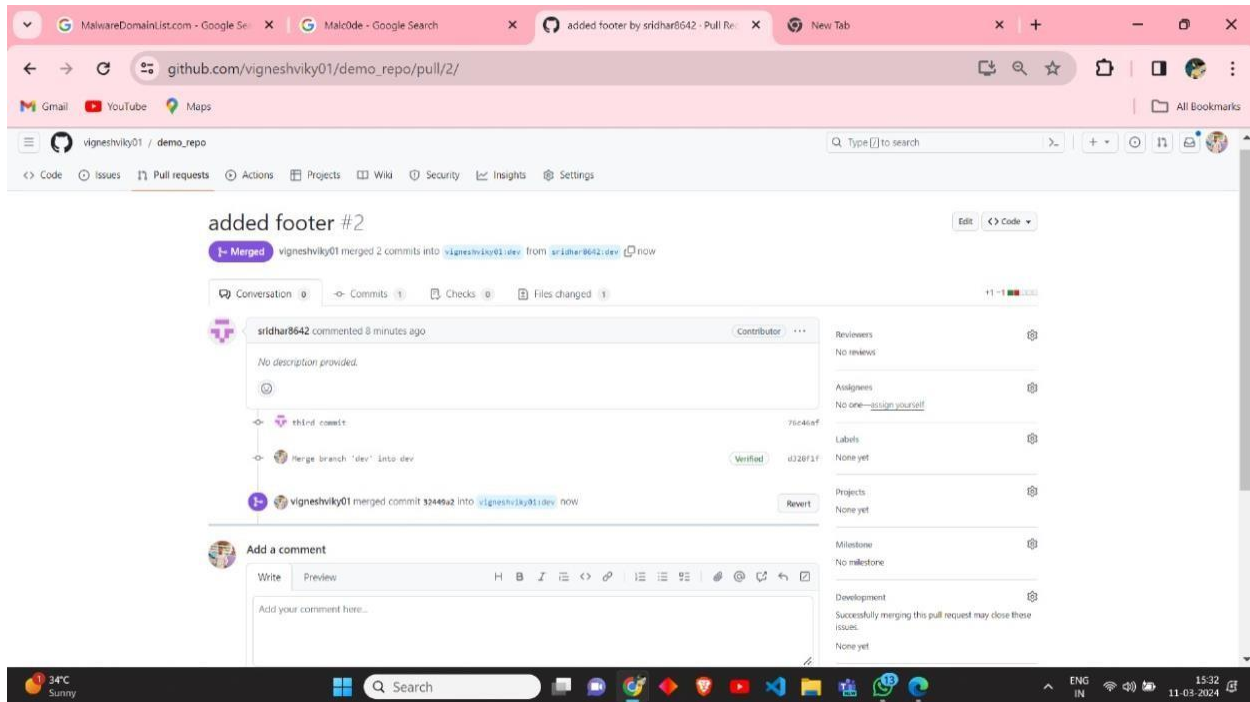 MalwareDomainList.com - Google Se
Malc0de - Google Search
added footer by sridhar8642 · Pull Re
New Tab
github.com/vigneshviky01/demo_repo/pull/2/
Gmail YouTube Maps All Bookmarks
vigneshviky01 / demo_repo Type [/] to search
Code Issues Pull requests Actions Projects Wiki Security Insights Settings
added footer #2 Edit <> Code
Merged vigneshviky01 merged 2 commits into vigneshviky01:dev from sridhar8642:dev now
Conversation 0 Commits 1 Checks 0 Files changed 1 +1 −1
sridhar8642 commented 8 minutes ago Contributor ...
No description provided.
third commit 76c46af
Merge branch 'dev' into dev Verified d328f1f
vigneshviky01 merged commit 32449a2 into vigneshviky01:dev now Revert
Add a comment
Write Preview H B I
Add your comment here...
Reviewers
No reviews
Assignees
No one—assign yourself
Labels
None yet
Projects
None yet
Milestone
No milestone
Development
Successfully merging this pull request may close these
issues.
None yet
1 34°C
Sunny
Search
13
ENG
IN
15:32
11-03-2024